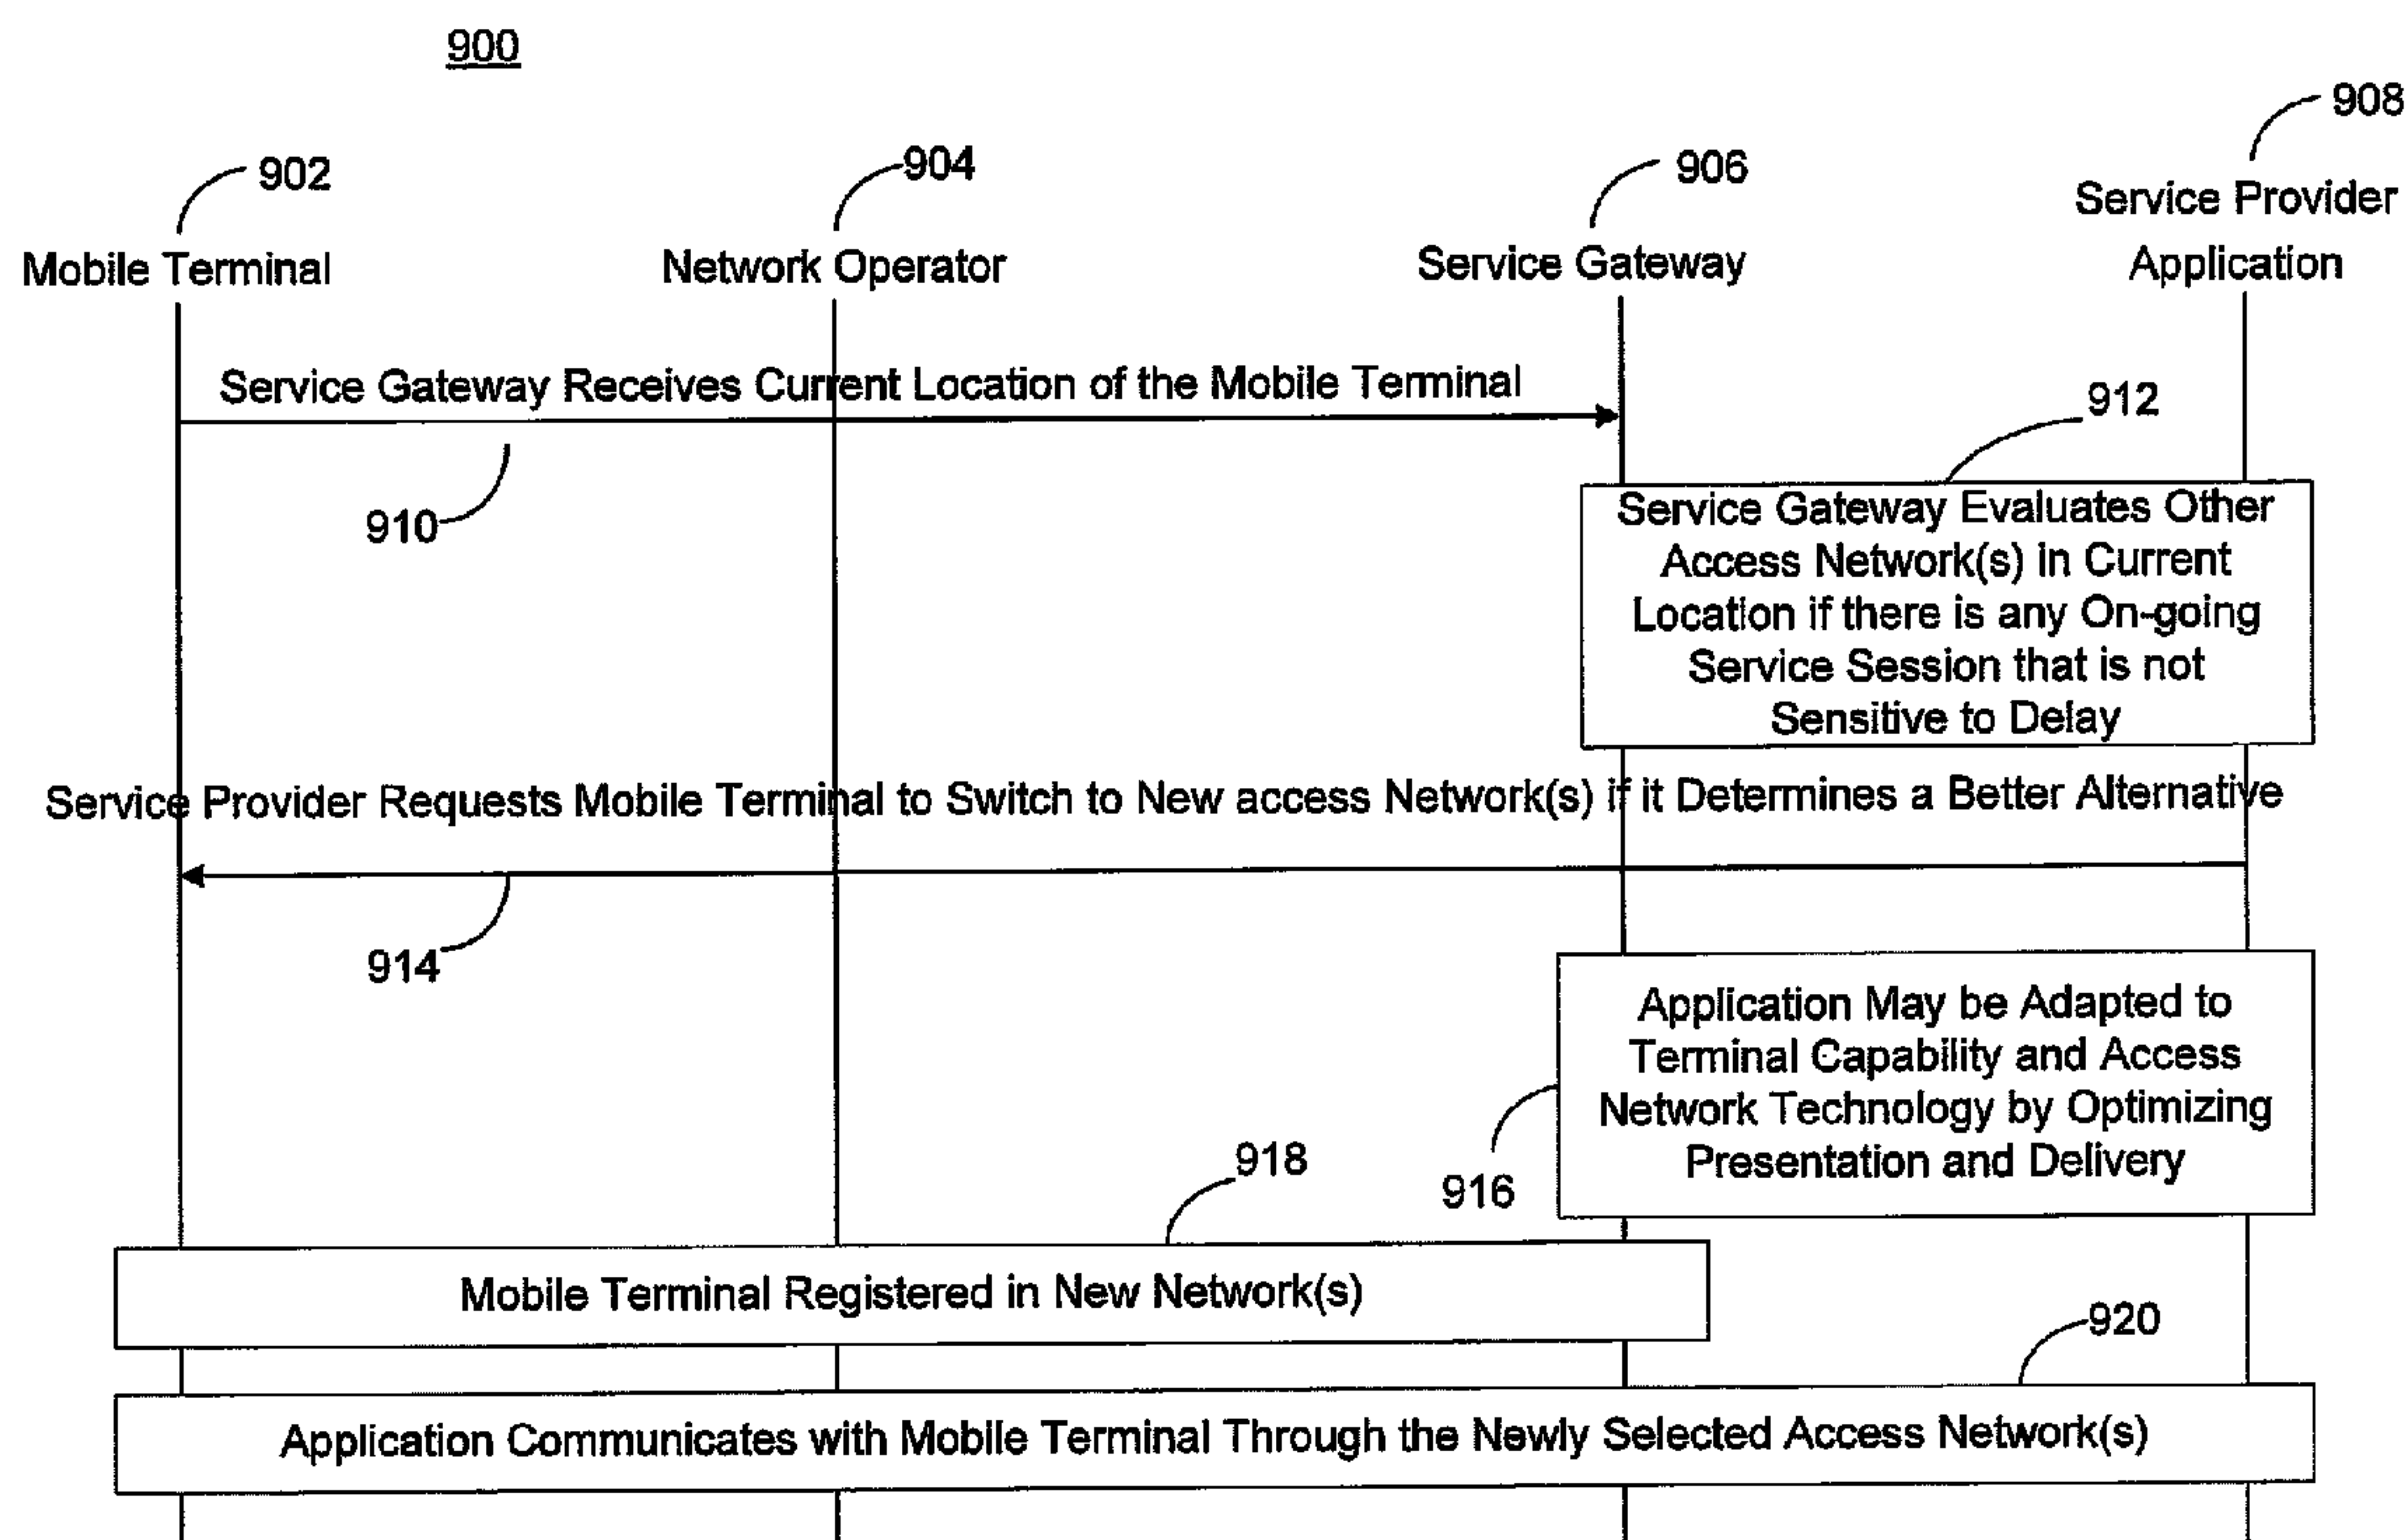 900
908
902
904
906
Service Provider
Application
Mobile Terminal
Network Operator
Service Gateway
Service Gateway Receives Current Location of the Mobile Terminal
910
912
Service Gateway Evaluates Other
Access Network(s) in Current
Location if there is any On-going
Service Session that is not
Sensitive to Delay
Service Provider Requests Mobile Terminal to Switch to New access Network(s) if it Determines a Better Alternative
914
Application May be Adapted to
Terminal Capability and Access
Network Technology by Optimizing
Presentation and Delivery
916
918
Mobile Terminal Registered in New Network(s)
920
Application Communicates with Mobile Terminal Through the Newly Selected Access Network(s)